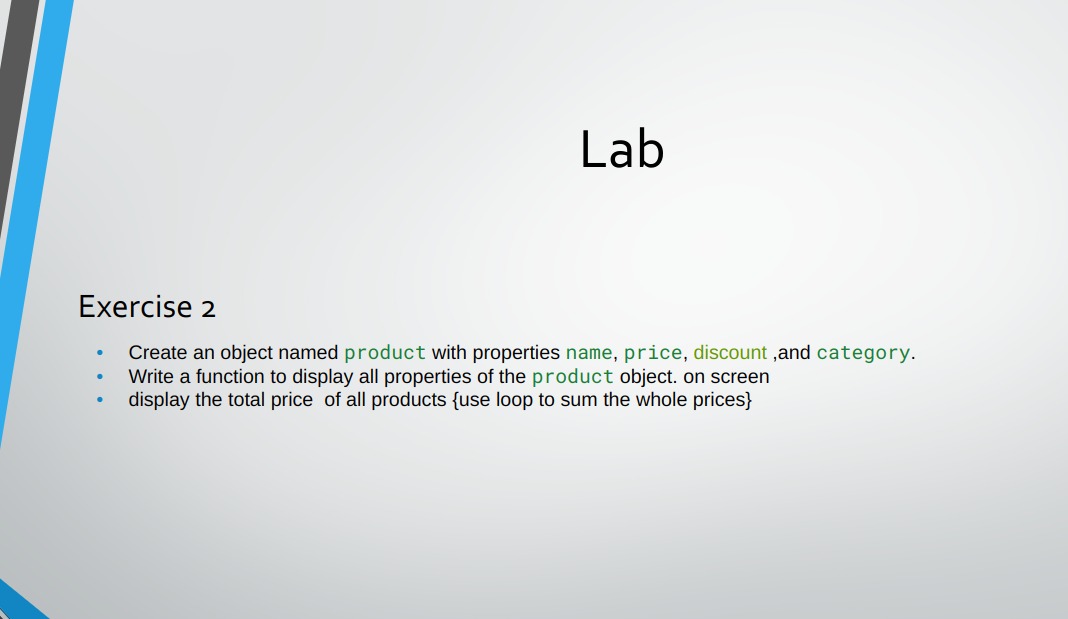 Lab
Exercise 2
• Create an object named product with properties name, price, discount ,and category.
• Write a function to display all properties of the product object. on screen
• display the total price  of all products {use loop to sum the whole prices}